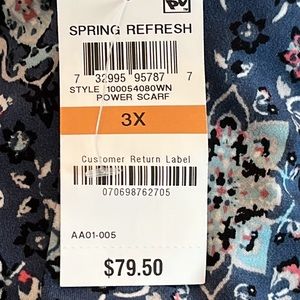 SPRING REFRESH
7 32995 95787 7
STYLE 100054080WN
POWER SCARF
3X
Customer Return Label
070698762705
AA01-005
$79.50